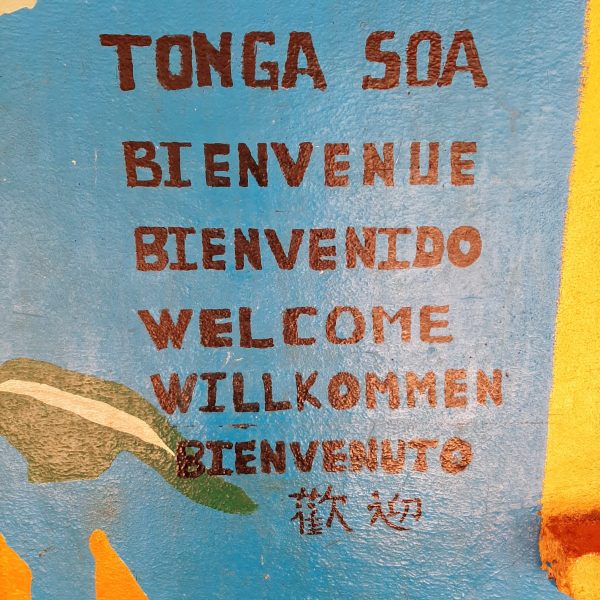 TONGA SOA
BIENVENUE
BIENVENIDO
WELCOME
WILLKOMMEN
BIENVENUTO
歡迎